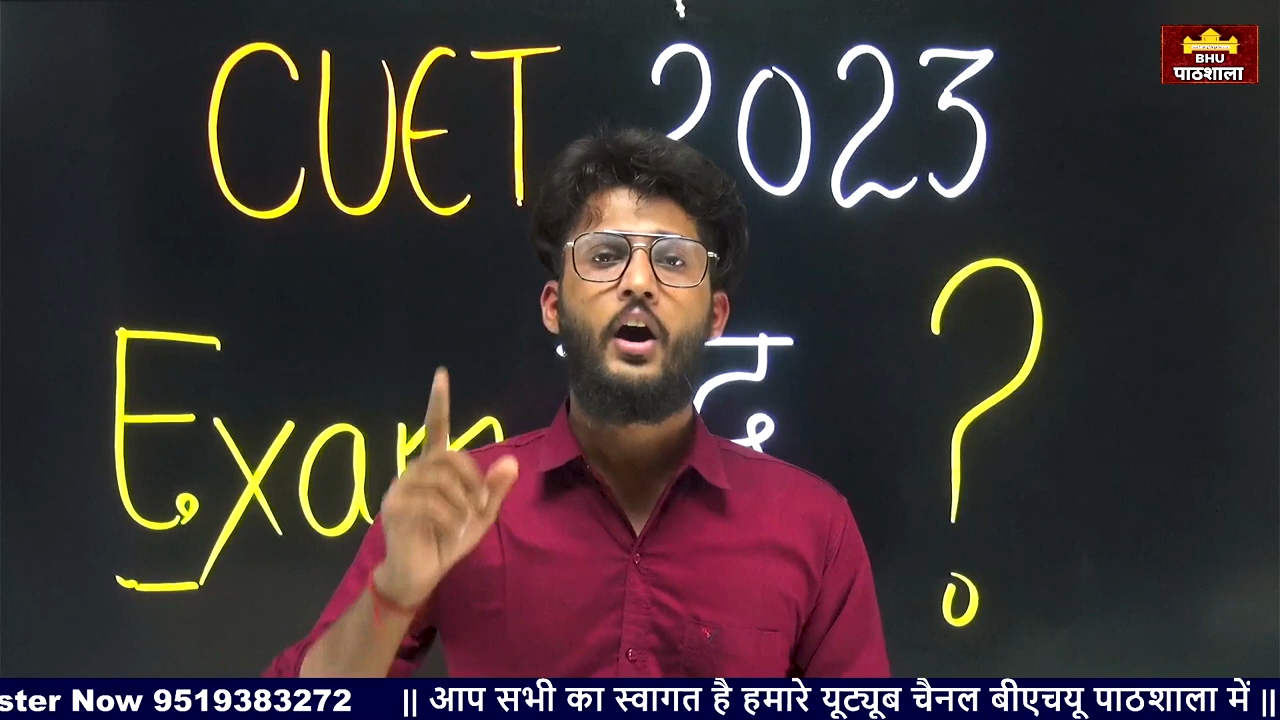 CUET 2023
BHU
पाठशाला
Exam ?
ster Now 9519383272 || आप सभी का स्वागत है हमारे यूट्यूब चैनल बीएचयू पाठशाला में ||